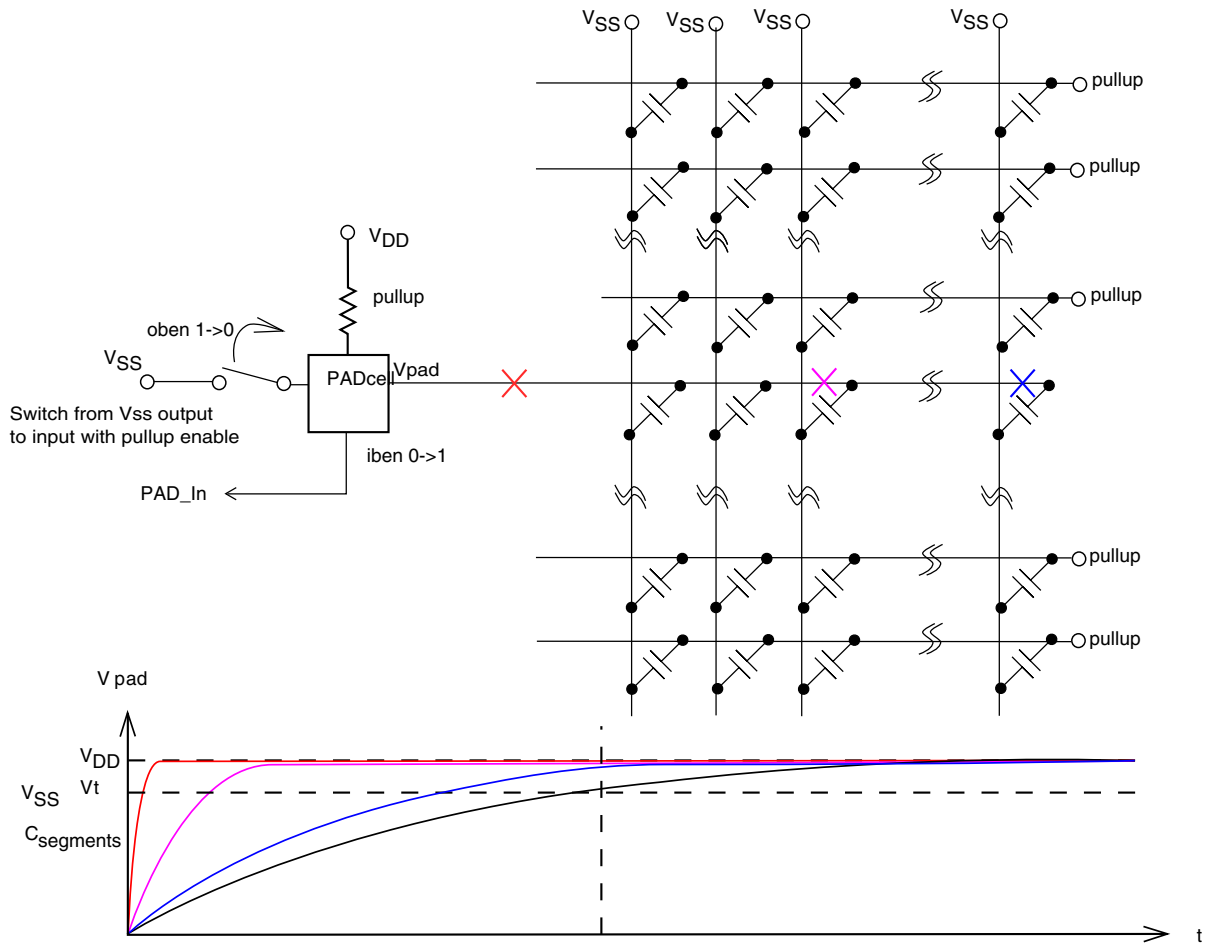 VSS VSS VSS VSS
pullup
pullup
VDD
pullup
pullup
oben 1->0
VSS
PADcell
Vpad
Switch from Vss output
to input with pullup enable
iben 0->1
PAD_In
pullup
pullup
V pad
VDD
VSS Vt
Csegments
t